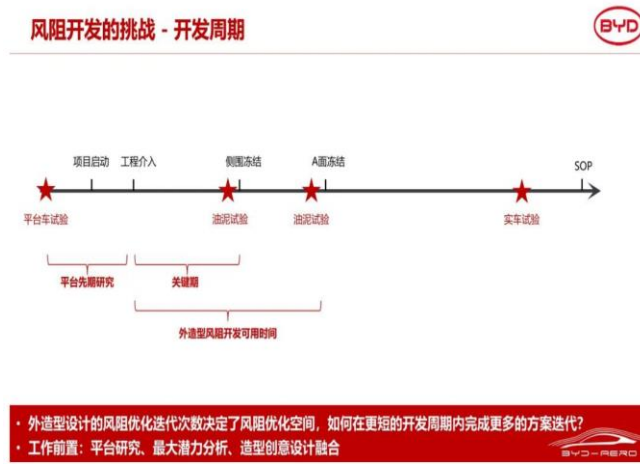 风阻开发的挑战 - 开发周期
BYD
项目启动
工程介入
侧围冻结
A面冻结
SOP
平台车试验
油泥试验
油泥试验
实车试验
平台先期研究
关键期
外造型风阻开发可用时间
• 外造型设计的风阻优化迭代次数决定了风阻优化空间，如何在更短的开发周期内完成更多的方案迭代？
• 工作前置：平台研究、最大潜力分析、造型创意设计融合
BYD-AERO